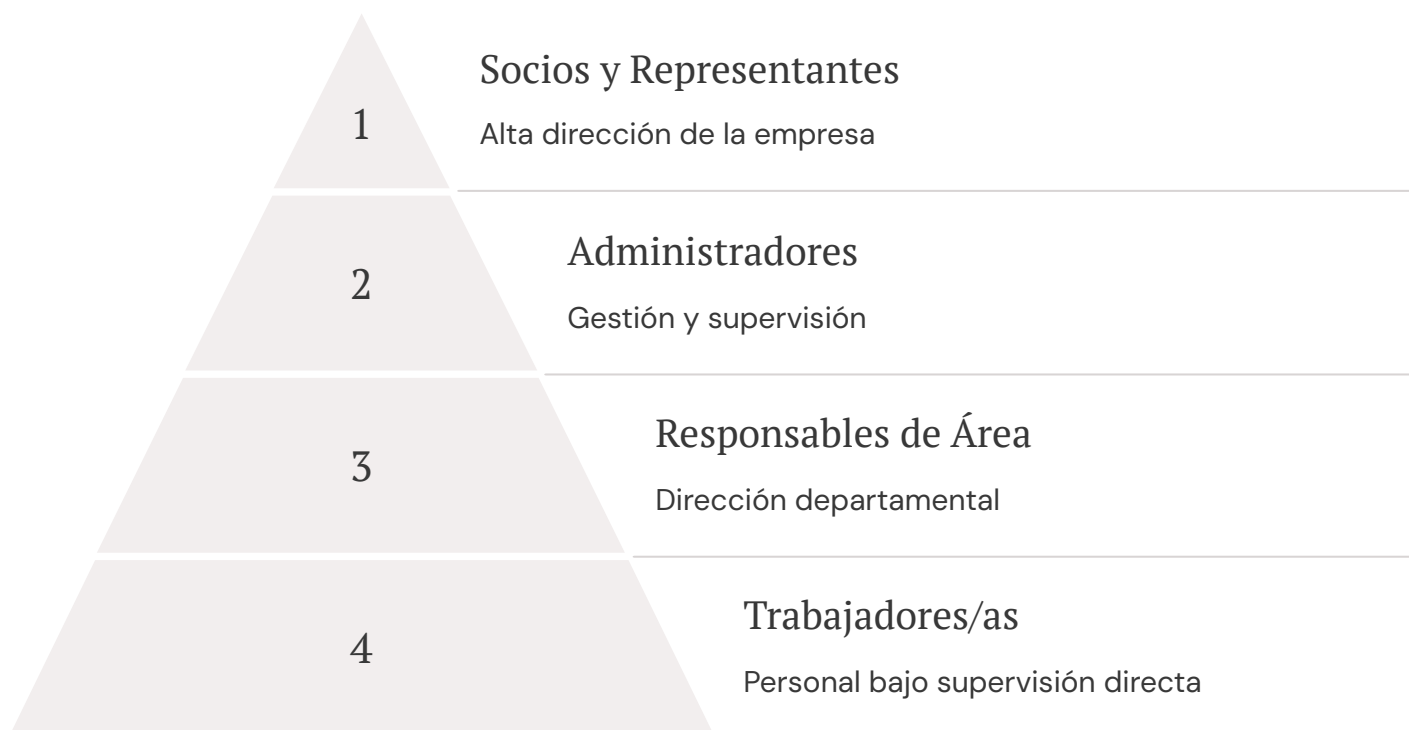 1
Socios y Representantes
Alta dirección de la empresa
2
Administradores
Gestión y supervisión
3
Responsables de Área
Dirección departamental
4
Trabajadores/as
Personal bajo supervisión directa